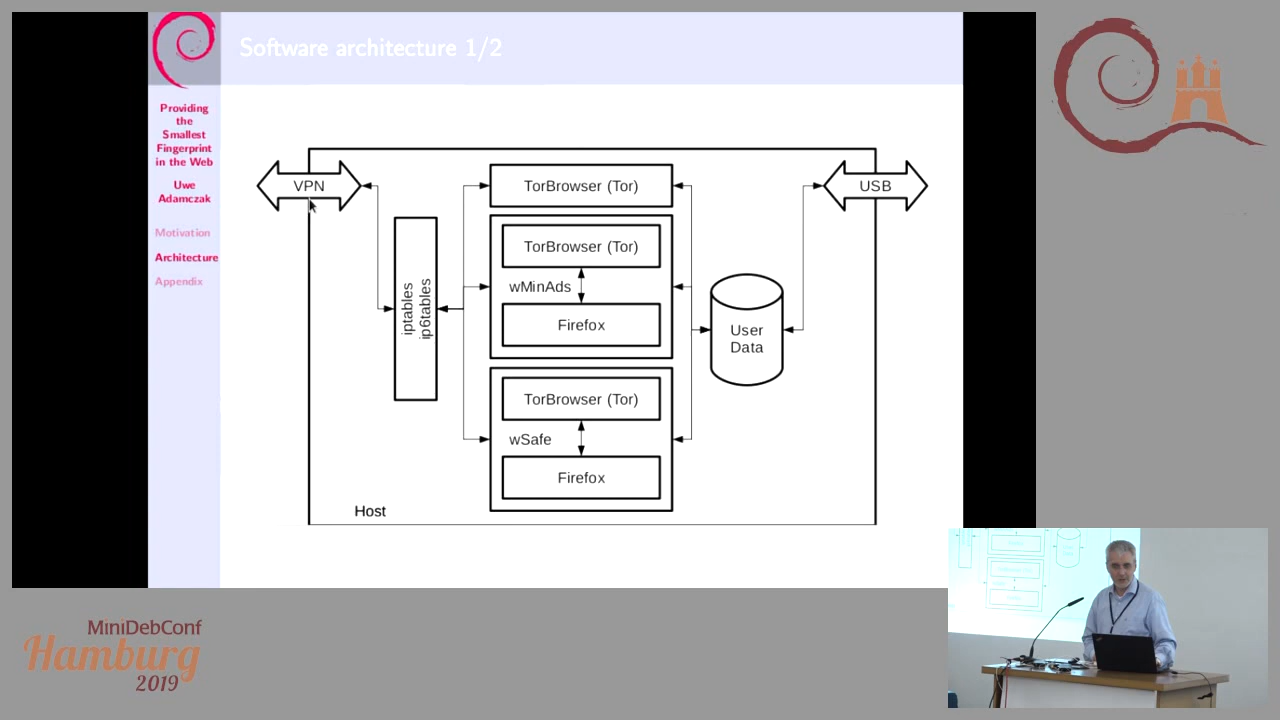 Software architecture 1/2
Providing
the
Smallest
Fingerprint
in the Web
Uwe
Adamczak
Motivation
Architecture
Appendix
VPN
iptables
ip6tables
TorBrowser (Tor)
TorBrowser (Tor)
wMinAds
Firefox
TorBrowser (Tor)
wSafe
Firefox
User
Data
USB
Host
MiniDebConf
Hamburg
2019